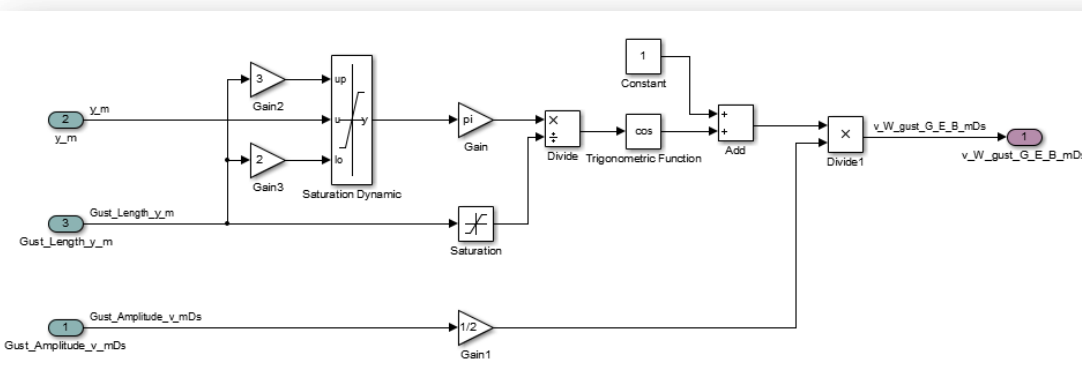 1
Constant
3
up
Gain2
2
y_m
y_m
u
y
pi
Gain
×
÷
Divide
cos
Trigonometric Function
+
+
Add
×
Divide1
v_W_gust_G_E_B_mDs
1
v_W_gust_G_E_B_mDs
2
lo
Gain3
Saturation Dynamic
3
Gust_Length_y_m
Gust_Length_y_m
Saturation
1
Gust_Amplitude_v_mDs
Gust_Amplitude_v_mDs
1/2
Gain1